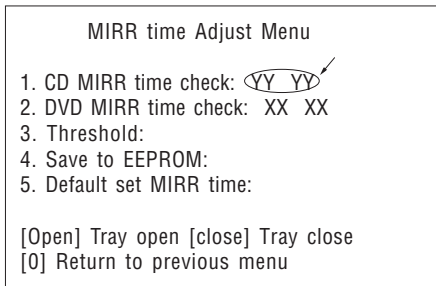 MIRR time Adjust Menu
1. CD MIRR time check: YY YY
2. DVD MIRR time check: XX XX
3. Threshold:
4. Save to EEPROM:
5. Default set MIRR time:
[Open] Tray open [close] Tray close
[0] Return to previous menu